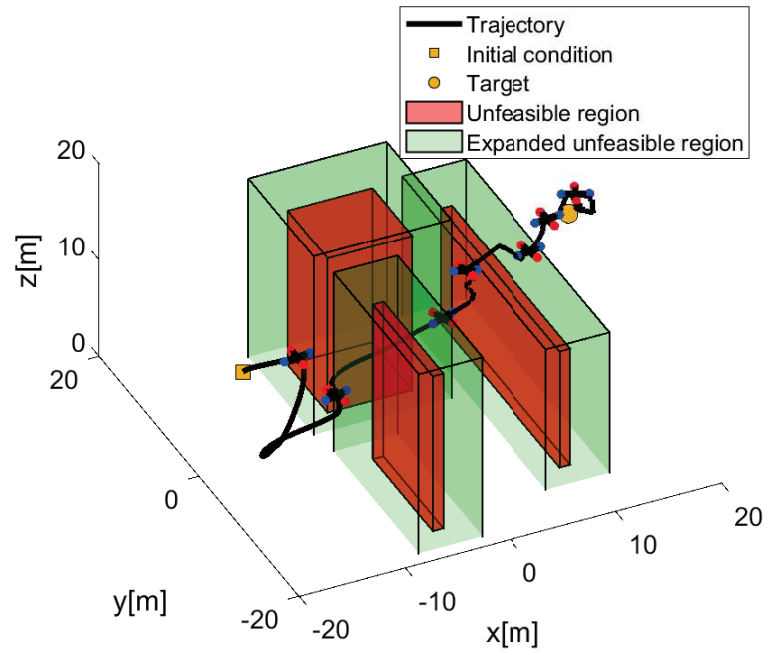 Trajectory
Initial condition
Target
Unfeasible region
Expanded unfeasible region
20
10
0
z[m]
20
0
-20
y[m]
-20
-10
0
10
20
x[m]